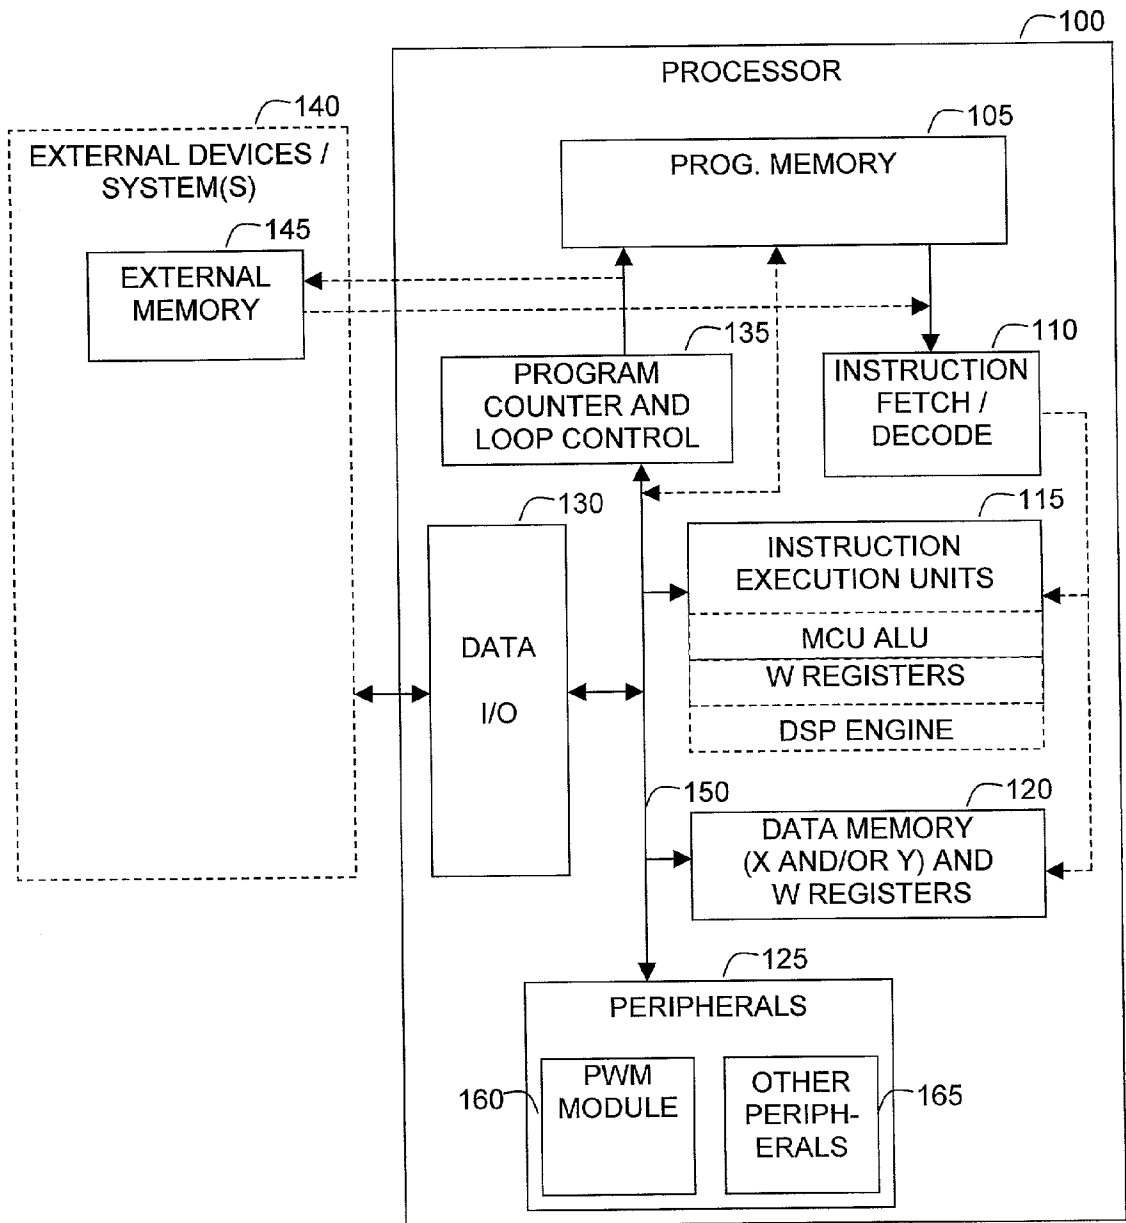 100
PROCESSOR
140
EXTERNAL DEVICES /
SYSTEM(S)
105
PROG. MEMORY
145
EXTERNAL
MEMORY
135
PROGRAM
COUNTER AND
LOOP CONTROL
110
INSTRUCTION
FETCH /
DECODE
130
DATA
I/O
115
INSTRUCTION
EXECUTION UNITS
MCU ALU
W REGISTERS
DSP ENGINE
150
120
DATA MEMORY
(X AND/OR Y) AND
W REGISTERS
125
PERIPHERALS
160
PWM
MODULE
OTHER
PERIPH-
ERALS
165